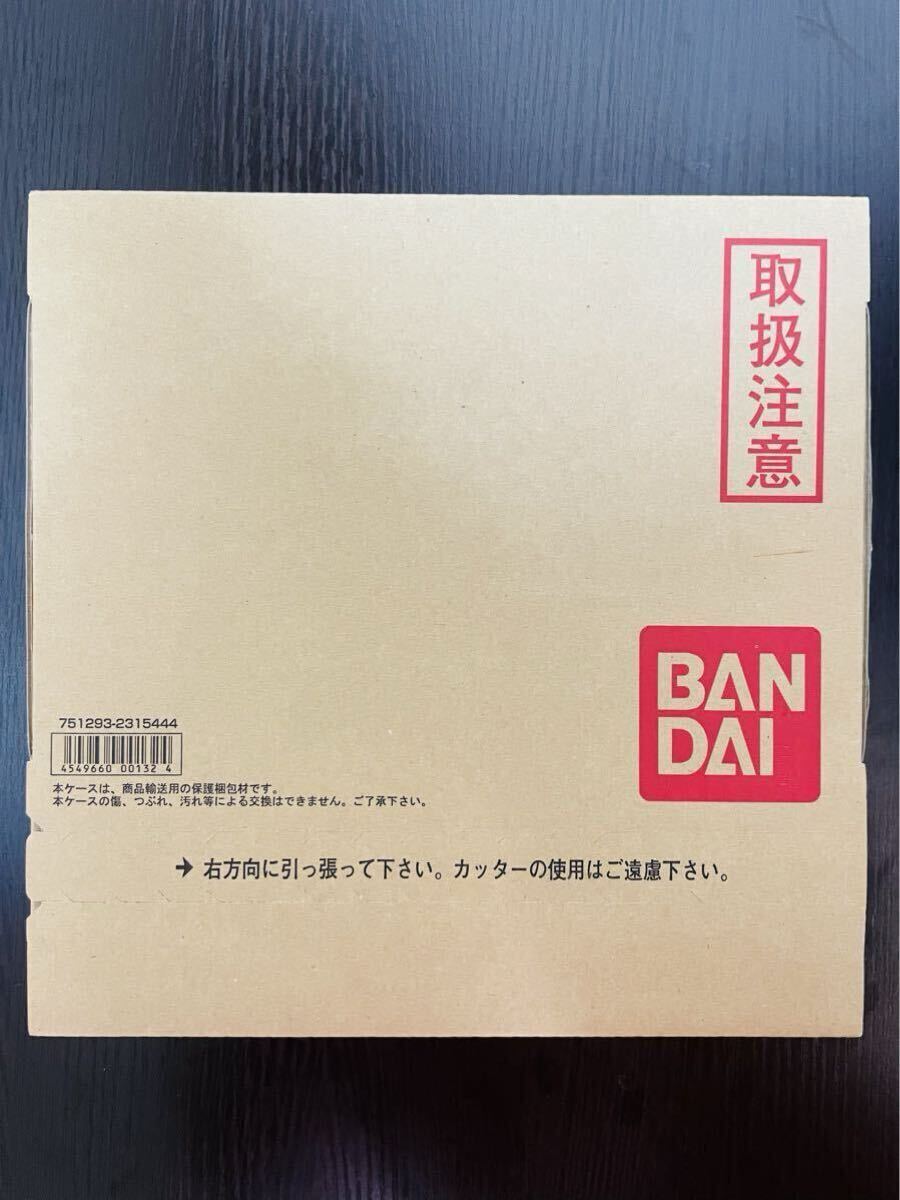 取扱注意
BAN
DAI
751293-2315444
4549660 00132 4
本ケースは、商品輸送用の保護梱包材です。
本ケースの傷、つぶれ、汚れ等による交換はできません。ご了承下さい。
→ 右方向に引っ張って下さい。カッターの使用はご遠慮下さい。